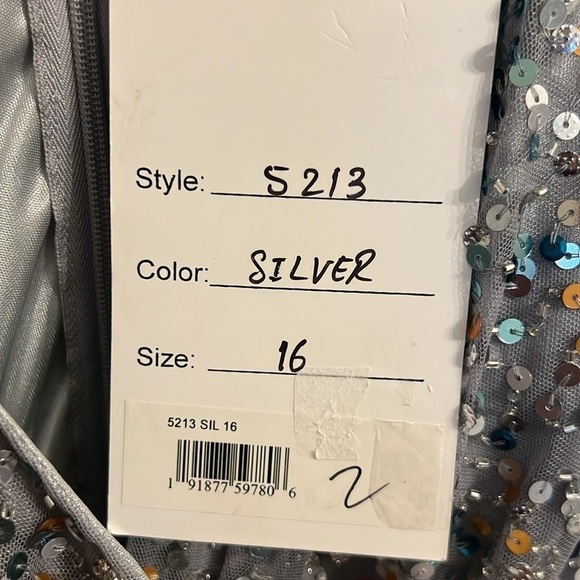 Style: 5213
Color: SILVER
Size: 16
5213 SIL 16
1 91877 59780 6
2